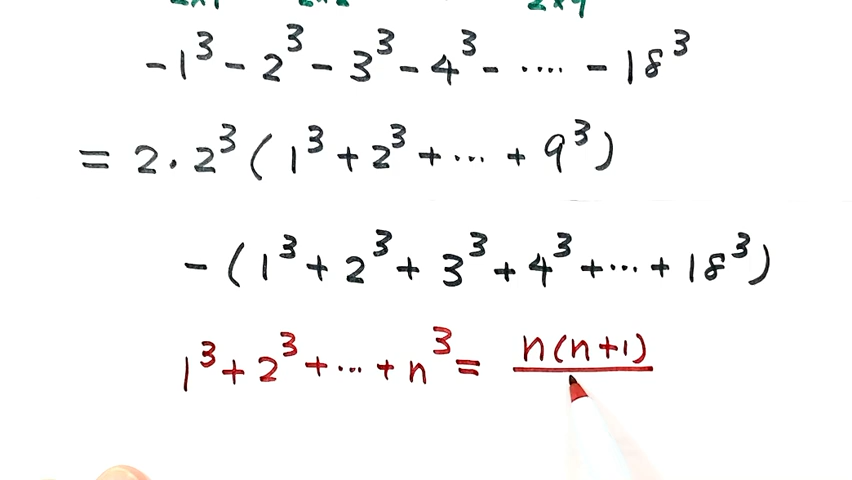 -1³ - 2³ - 3³ - 4³ - .... - 18³
= 2 · 2³ (1³ + 2³ + ... + 9³)
- (1³ + 2³ + 3³ + 4³ + ... + 18³)
1³ + 2³ + ... + n³ = n(n+1)